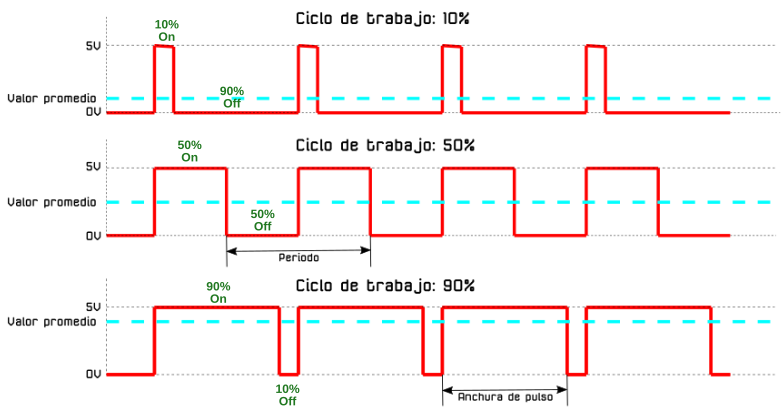 Ciclo de trabajo: 10%
10%
On
5V
90%
Off
Valor promedio
0V
Ciclo de trabajo: 50%
50%
On
5V
Valor promedio
50%
Off
0V
Periodo
Ciclo de trabajo: 90%
90%
On
5V
Valor promedio
0V
10%
Off
Anchura de pulso